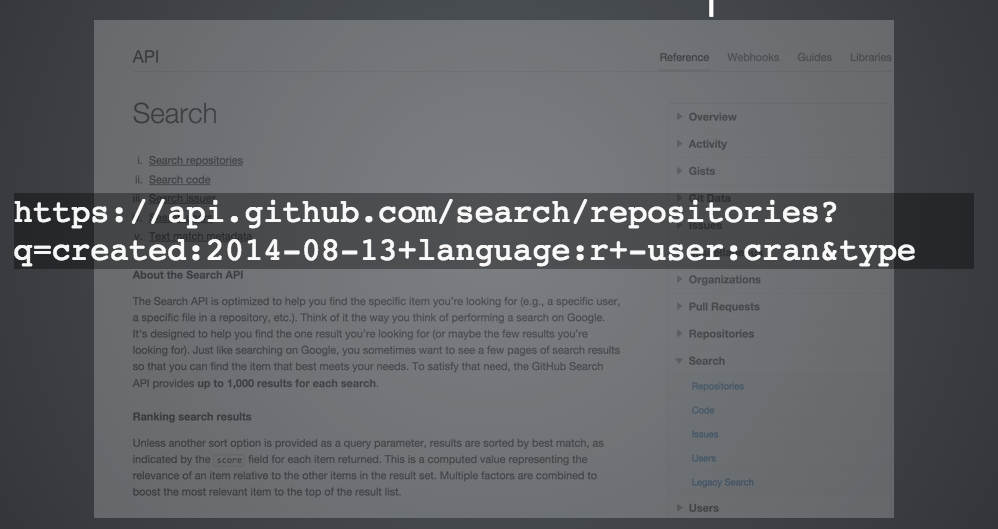 API
Reference Webhooks Guides Libraries
Search
i. Search repositories
ii. Search code
iii. Search issues
https://api.github.com/search/repositories?
q=created:2014-08-13+language:r+-user:cran&type
v. Text match metadata
About the Search API
The Search API is optimized to help you find the specific item you're looking for (e.g., a specific user,
a specific file in a repository, etc.). Think of it the way you think of performing a search on Google.
It's designed to help you find the one result you're looking for (or maybe the few results you're
looking for). Just like searching on Google, you sometimes want to see a few pages of search results
so that you can find the item that best meets your needs. To satisfy that need, the GitHub Search
API provides up to 1,000 results for each search.
Ranking search results
Unless another sort option is provided as a query parameter, results are sorted by best match, as
indicated by the score field for each item returned. This is a computed value representing the
relevance of an item relative to the other items in the result set. Multiple factors are combined to
boost the most relevant item to the top of the result list.
Overview
Activity
Gists
Git Data
Issues
Organizations
Pull Requests
Repositories
Search
Repositories
Code
Issues
Users
Legacy Search
Users